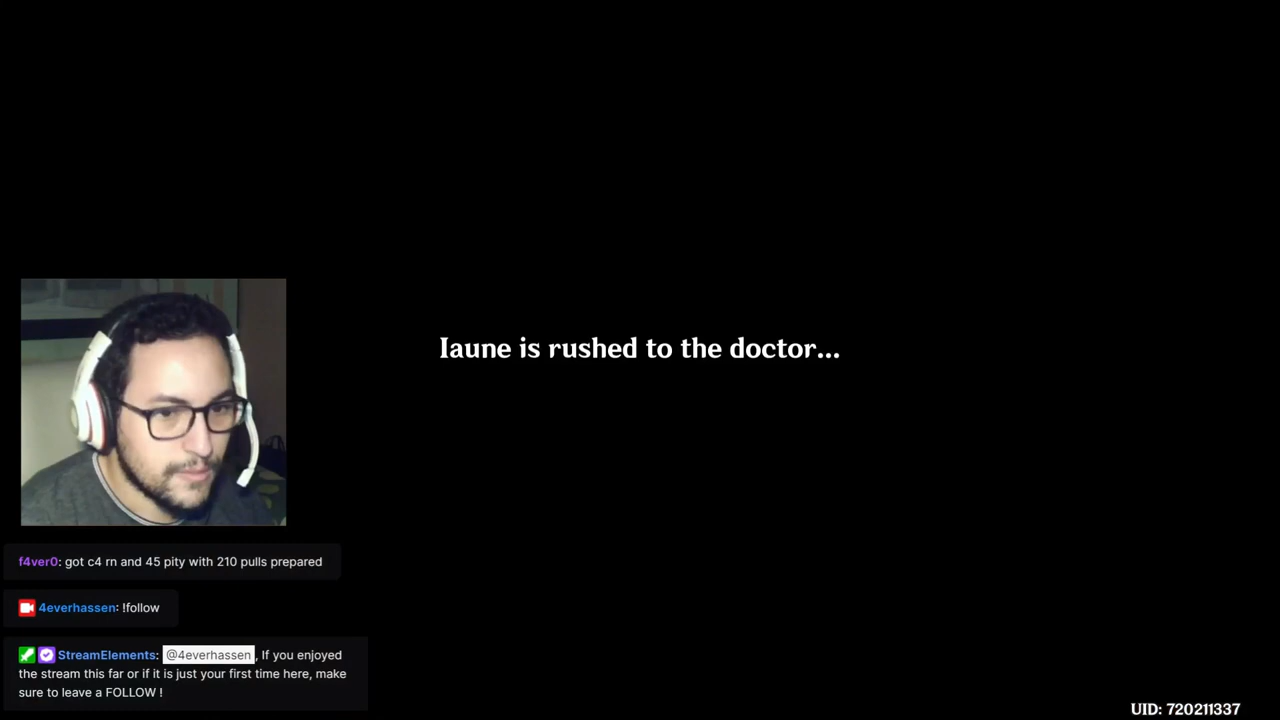 Iaune is rushed to the doctor...
f4ver0: got c4 rn and 45 pity with 210 pulls prepared
4everhassen: !follow
StreamElements: @4everhassen, If you enjoyed
the stream this far or if it is just your first time here, make
sure to leave a FOLLOW !
UID: 720211337